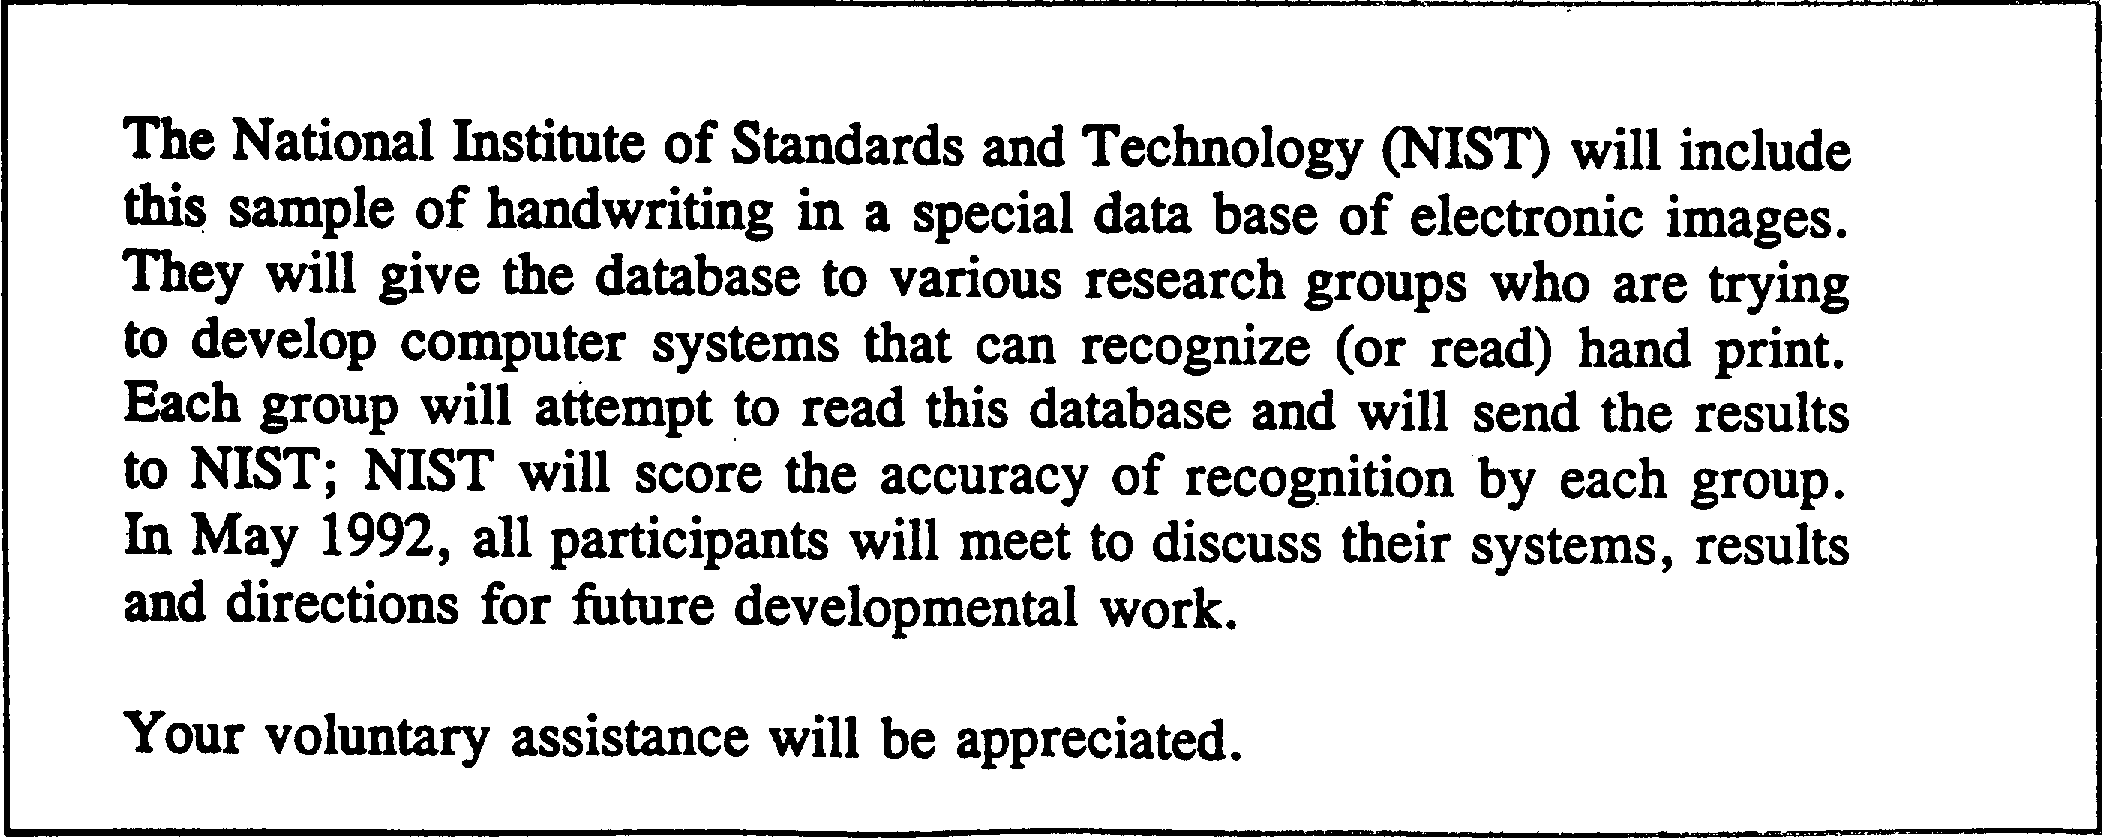 The National Institute of Standards and Technology (NIST) will include
this sample of handwriting in a special data base of electronic images.
They will give the database to various research groups who are trying
to develop computer systems that can recognize (or read) hand print.
Each group will attempt to read this database and will send the results
to NIST; NIST will score the accuracy of recognition by each group.
In May 1992, all participants will meet to discuss their systems, results
and directions for future developmental work.
Your voluntary assistance will be appreciated.